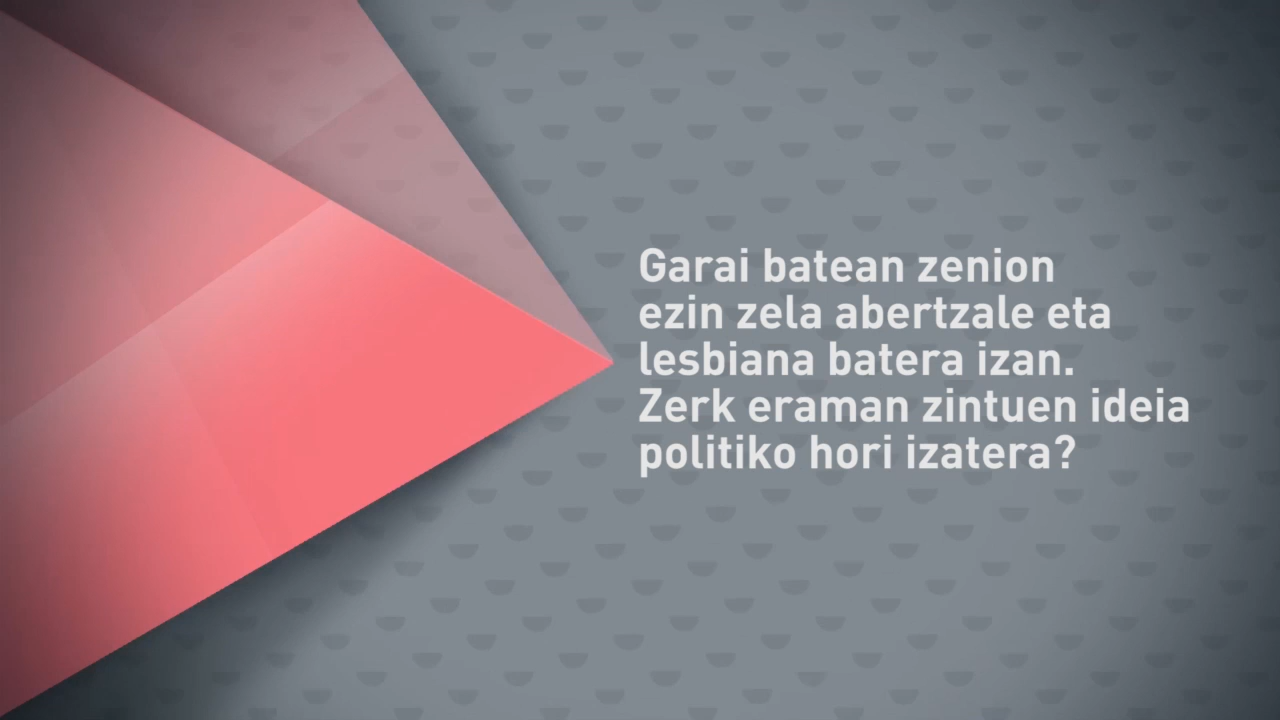 Garai batean zenion
ezin zela abertzale eta
lesbiana batera izan.
Zerk eraman zintuen ideia
politiko hori izatera?